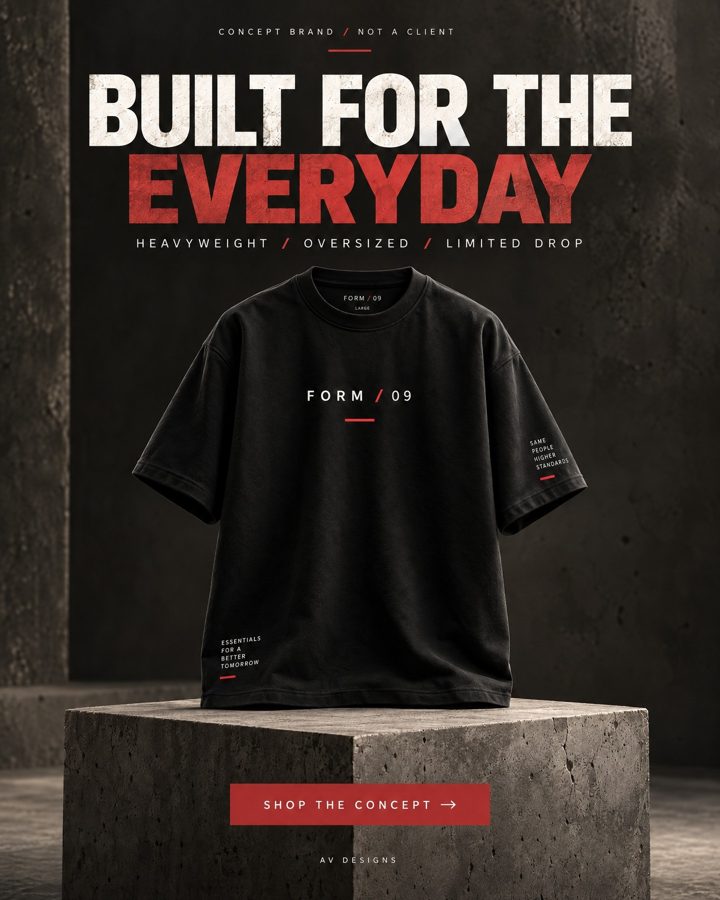 CONCEPT BRAND / NOT A CLIENT
BUILT FOR THE
EVERYDAY
HEAVYWEIGHT / OVERSIZED / LIMITED DROP
FORM / 09
LARGE
FORM / 09
SAME
PEOPLE
HIGHER
STANDARDS
ESSENTIALS
FOR A
BETTER
TOMORROW
SHOP THE CONCEPT →
AV DESIGNS